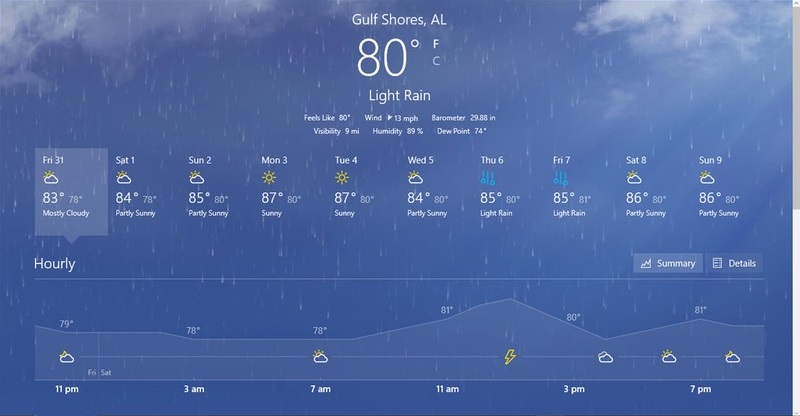 Gulf Shores, AL
80° F
C
Light Rain
Feels Like 80° Wind 13 mph Barometer 29.88 in
Visibility 9 mi Humidity 89 % Dew Point 74°
Fri 31 Sat 1 Sun 2 Mon 3 Tue 4 Wed 5 Thu 6 Fri 7 Sat 8 Sun 9
83° 78° 84° 78° 85° 80° 87° 80° 87° 80° 84° 80° 85° 80° 85° 81° 86° 80° 86° 80°
Mostly Cloudy Partly Sunny Partly Sunny Sunny Sunny Partly Sunny Light Rain Light Rain Partly Sunny Partly Sunny
Hourly Summary Details
79° 78° 78° 81° 80° 81°
Fri Sat
11 pm 3 am 7 am 11 am 3 pm 7 pm